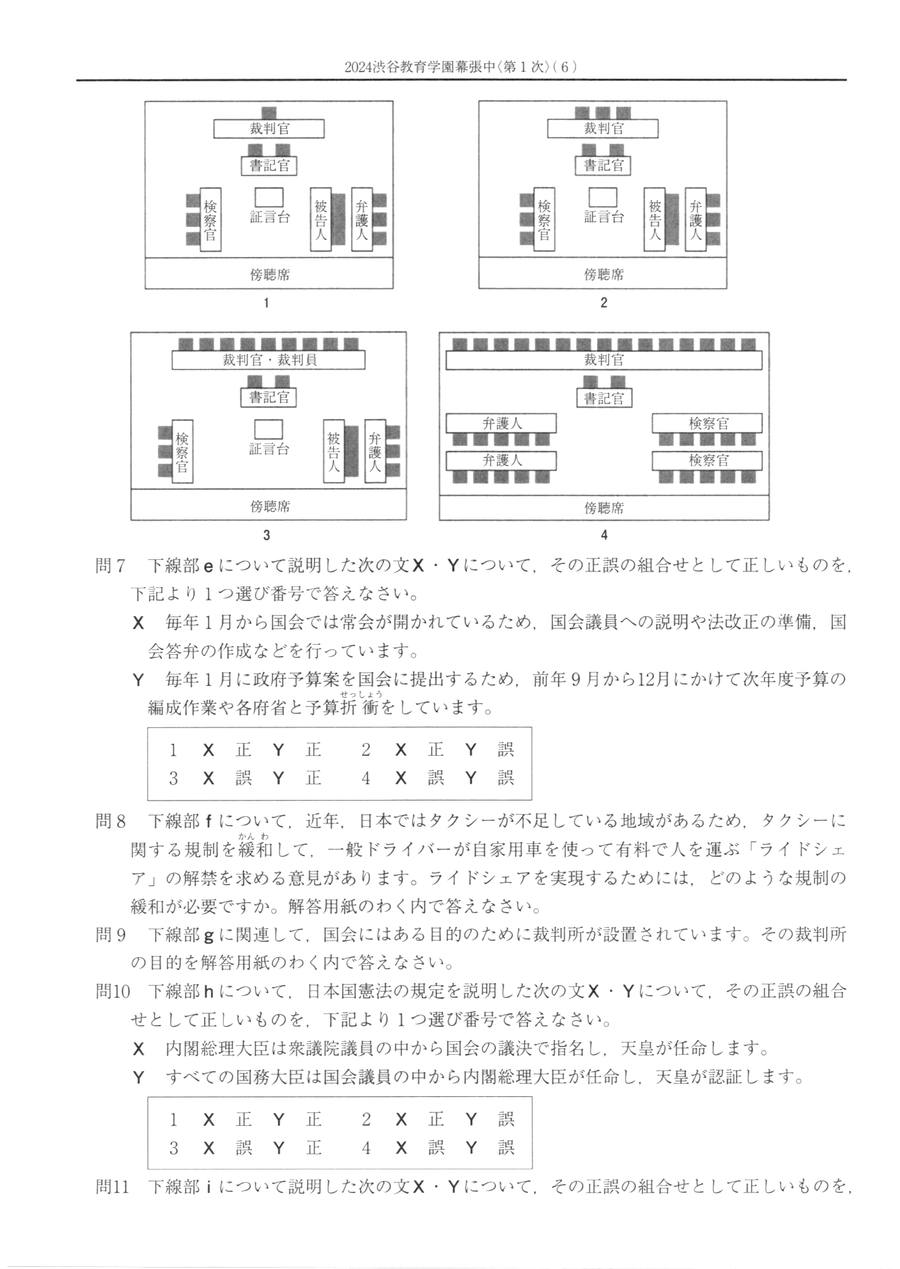 2024渋谷教育学園幕張中〈第1次〉(6)
裁判官
書記官
検察官
証言台
被告人
弁護人
傍聴席
1
裁判官
書記官
検察官
証言台
被告人
弁護人
傍聴席
2
裁判官・裁判員
書記官
検察官
証言台
被告人
弁護人
傍聴席
3
裁判官
書記官
弁護人
検察官
弁護人
検察官
傍聴席
4
問7 下線部eについて説明した次の文X・Yについて，その正誤の組合せとして正しいものを，
下記より1つ選び番号で答えなさい。
X 毎年1月から国会では常会が開かれているため，国会議員への説明や法改正の準備，国
会答弁の作成などを行っています。
Y 毎年1月に政府予算案を国会に提出するため，前年9月から12月にかけて次年度予算の
せっしょう
編成作業や各府省と予算折衝をしています。
1 X 正 Y 正 2 X 正 Y 誤
3 X 誤 Y 正 4 X 誤 Y 誤
問8 下線部fについて，近年，日本ではタクシーが不足している地域があるため，タクシーに
かんわ
関する規制を緩和して，一般ドライバーが自家用車を使って有料で人を運ぶ「ライドシェ
ア」の解禁を求める意見があります。ライドシェアを実現するためには，どのような規制の
緩和が必要ですか。解答用紙のわく内で答えなさい。
問9 下線部gに関連して，国会にはある目的のために裁判所が設置されています。その裁判所
の目的を解答用紙のわく内で答えなさい。
問10 下線部hについて，日本国憲法の規定を説明した次の文X・Yについて，その正誤の組合
せとして正しいものを，下記より1つ選び番号で答えなさい。
X 内閣総理大臣は衆議院議員の中から国会の議決で指名し，天皇が任命します。
Y すべての国務大臣は国会議員の中から内閣総理大臣が任命し，天皇が認証します。
1 X 正 Y 正 2 X 正 Y 誤
3 X 誤 Y 正 4 X 誤 Y 誤
問11 下線部iについて説明した次の文X・Yについて，その正誤の組合せとして正しいものを，